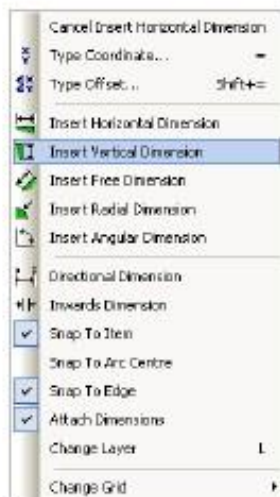 Cancel Insert Horizontal Dimension
Type Coordinate... =
Type Offset... Shift+=
Insert Horizontal Dimension
Insert Vertical Dimension
Insert Free Dimension
Insert Radial Dimension
Insert Angular Dimension
Directional Dimension
Inwards Dimension
Snap To Item
Snap To Arc Centre
Snap To Edge
Attach Dimensions
Change Layer L
Change Grid